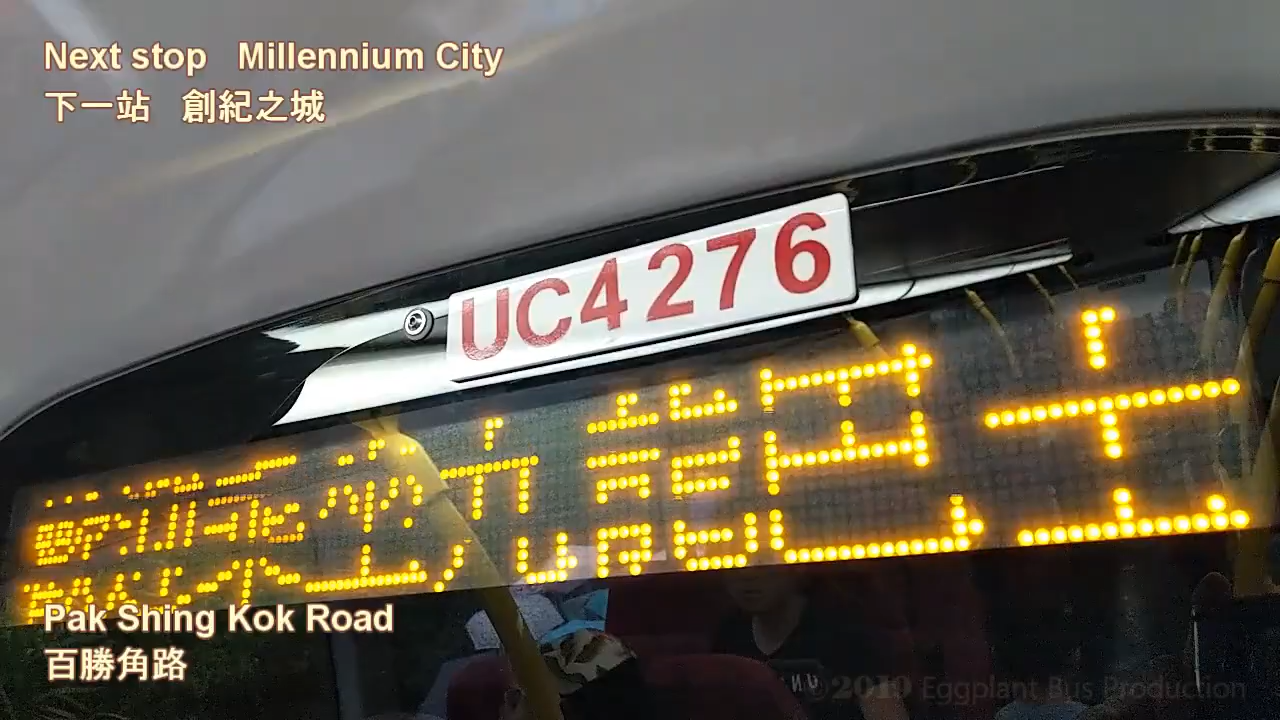 Next stop   Millennium City
下一站   創紀之城
UC4276
Pak Shing Kok Road
百勝角路
©2019 Eggplant Bus Production